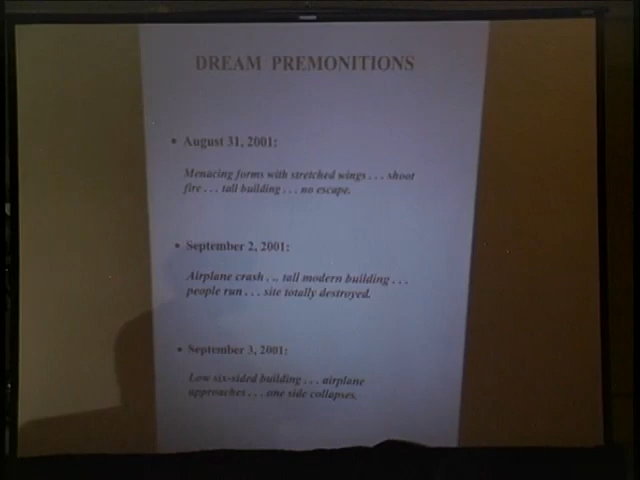 DREAM PREMONITIONS
• August 31, 2001:
Menacing forms with stretched wings . . . shoot
fire . . . tall building . . . no escape.
• September 2, 2001:
Airplane crash . . . tall modern building . . .
people run . . . site totally destroyed.
• September 3, 2001:
Low six-sided building . . . airplane
approaches . . . one side collapses.